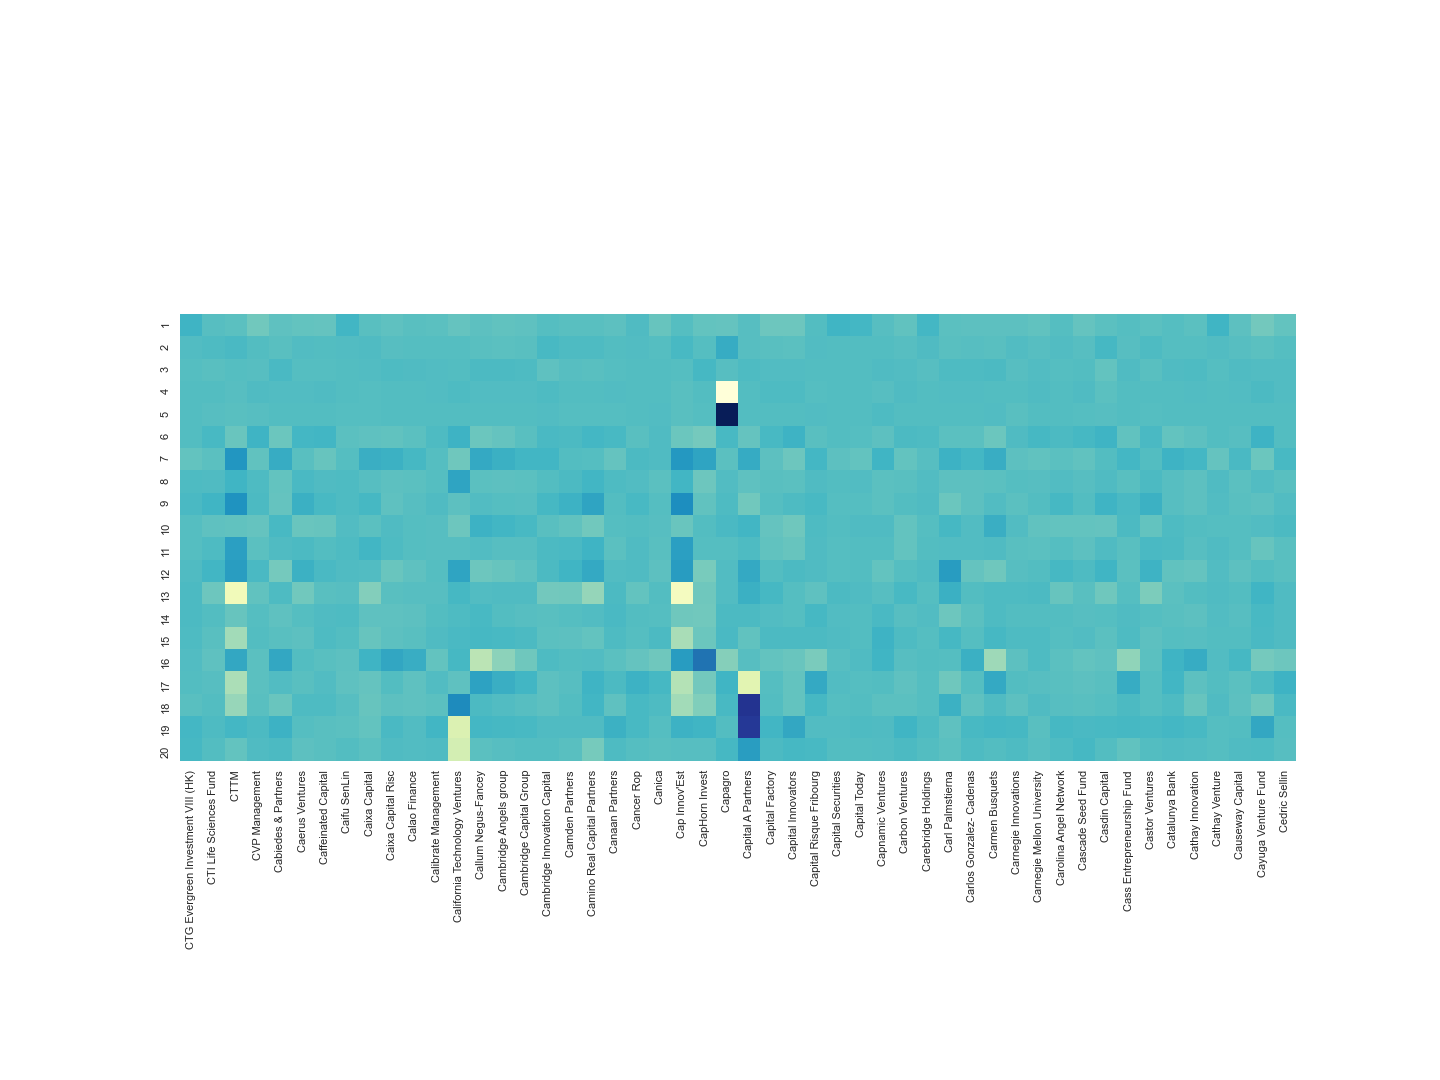 1
2
3
4
5
6
7
8
9
10
11
12
13
14
15
16
17
18
19
20
CTG Evergreen Investment VIII (HK)
CTI Life Sciences Fund
CTTM
CVP Management
Cabiedes & Partners
Caerus Ventures
Caffeinated Capital
Caifu SenLin
Caixa Capital
Caixa Capital Risc
Calao Finance
Calibrate Management
California Technology Ventures
Callum Negus-Fancey
Cambridge Angels group
Cambridge Capital Group
Cambridge Innovation Capital
Camden Partners
Camino Real Capital Partners
Canaan Partners
Cancer Rop
Canica
Cap Innov'Est
CapHorn Invest
Capagro
Capital A Partners
Capital Factory
Capital Innovators
Capital Risque Fribourg
Capital Securities
Capital Today
Capnamic Ventures
Carbon Ventures
Carebridge Holdings
Carl Palmstierna
Carlos Gonzalez- Cadenas
Carmen Busquets
Carnegie Innovations
Carnegie Mellon University
Carolina Angel Network
Cascade Seed Fund
Casdin Capital
Cass Entrepreneurship Fund
Castor Ventures
Catalunya Bank
Cathay Innovation
Cathay Venture
Causeway Capital
Cayuga Venture Fund
Cedric Sellin